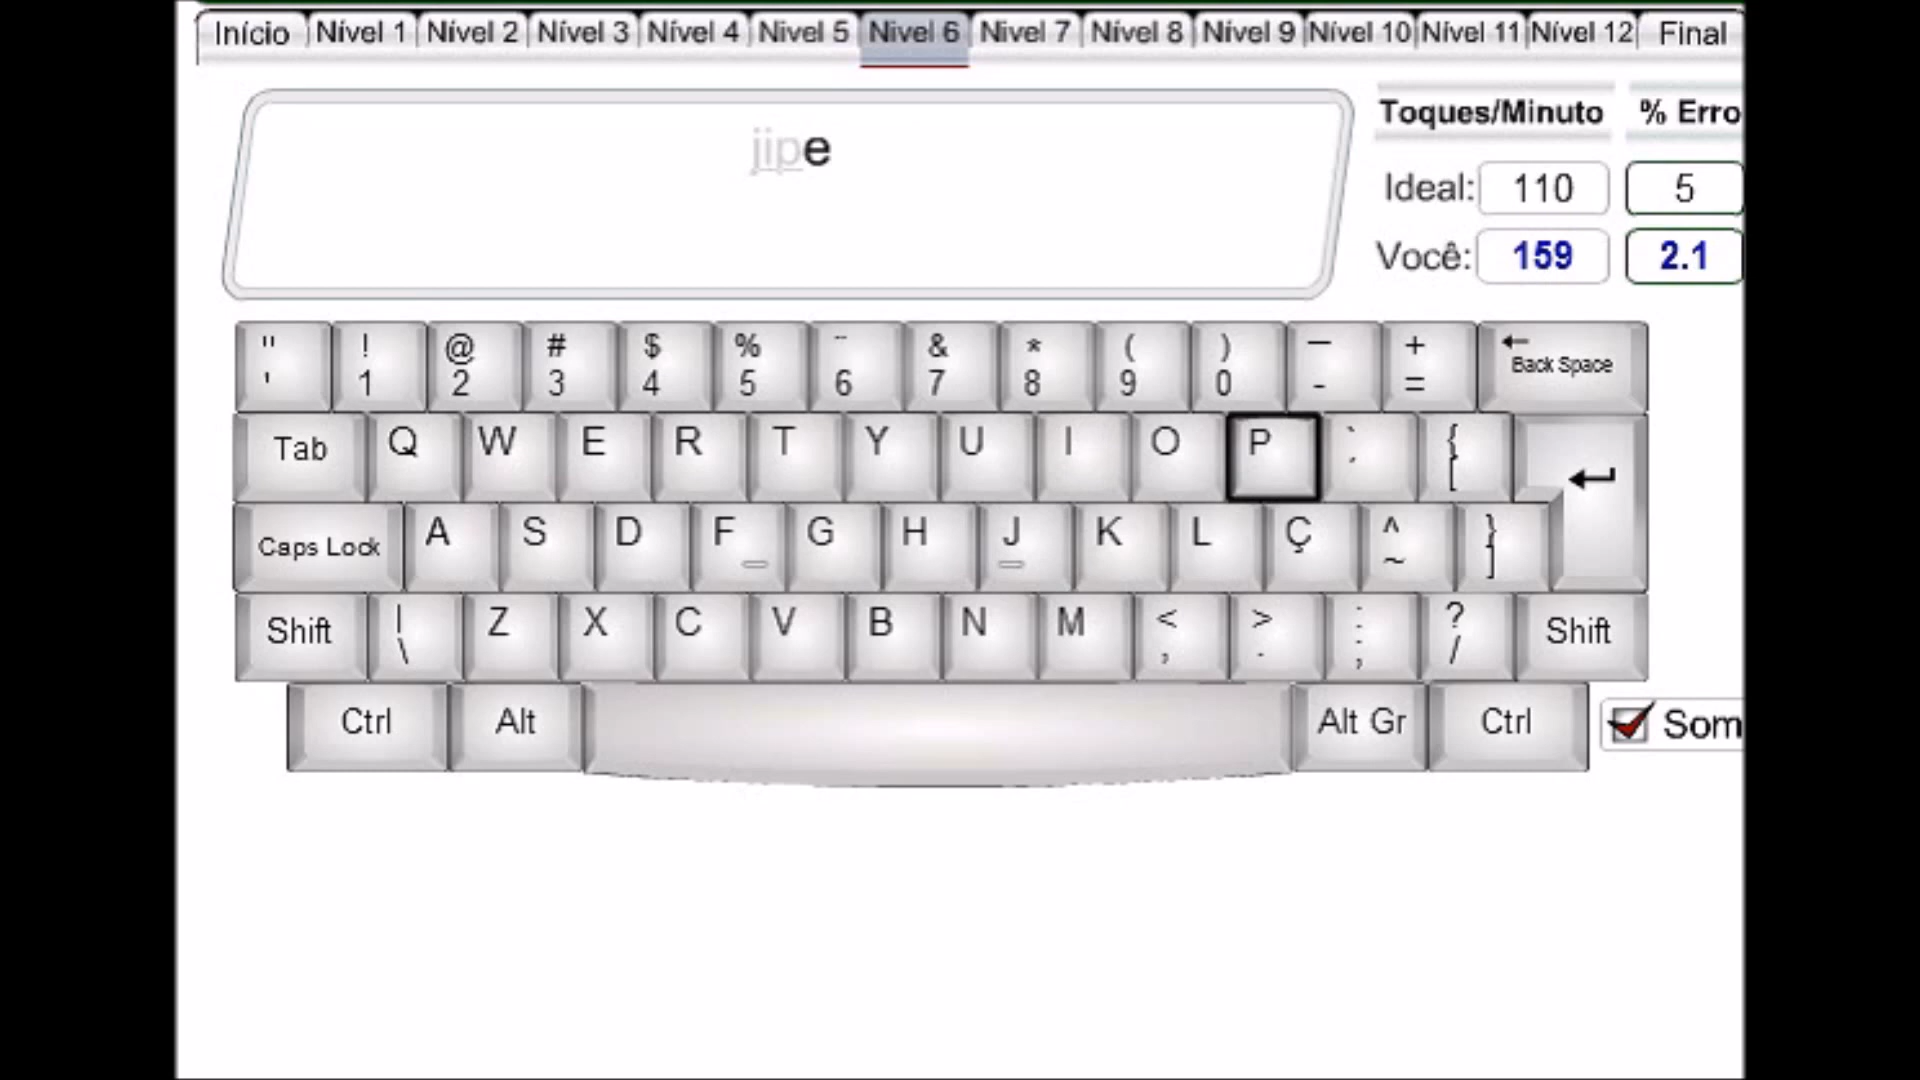 Início Nível 1 Nível 2 Nível 3 Nível 4 Nível 5 Nivel 6 Nível 7 Nível 8 Nível 9 Nível 10 Nível 11 Nível 12 Final
jipe
Toques/Minuto % Erro
Ideal: 110 5
Você: 159 2.1
" ! @ # $ % ¨ & * ( ) — + ← Back Space
' 1 2 3 4 5 6 7 8 9 0 - =
Tab Q W E R T Y U I O P ` ´ { [
Caps Lock A S D F G H J K L Ç ^ ~ } ]
Shift | \ Z X C V B N M < , > . : ; ? / Shift
Ctrl Alt Alt Gr Ctrl Som